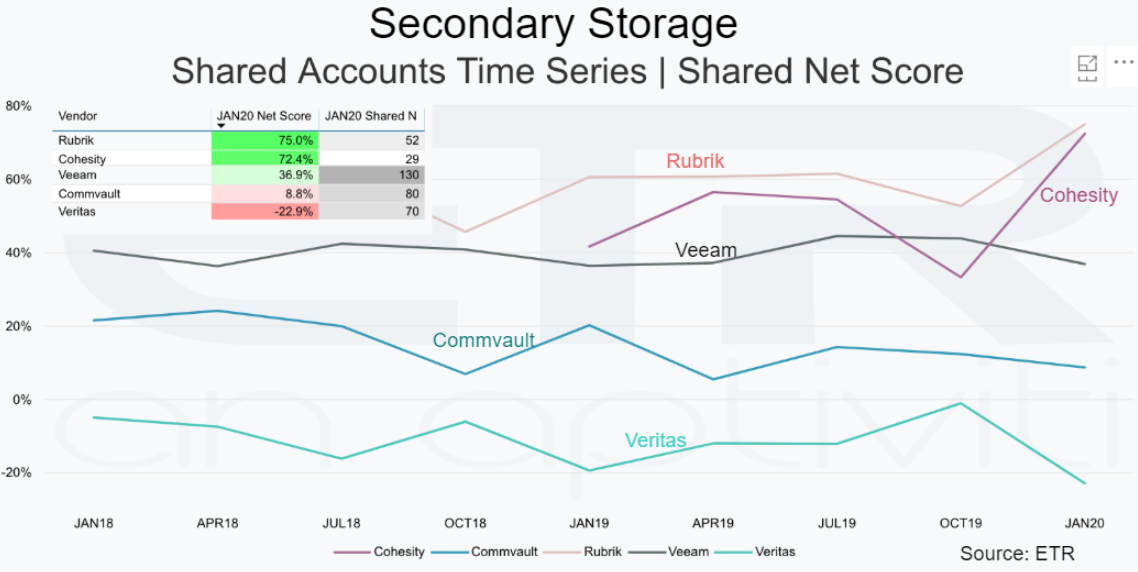 Secondary Storage
Shared Accounts Time Series | Shared Net Score
80%
Vendor JAN20 Net Score JAN20 Shared N
Rubrik 75.0% 52
Cohesity 72.4% 29
Veeam 36.9% 130
Commvault 8.8% 80
Veritas -22.9% 70
Rubrik
60%
Cohesity
Veeam
40%
20%
Commvault
0%
Veritas
-20%
JAN18 APR18 JUL18 OCT18 JAN19 APR19 JUL19 OCT19 JAN20
Cohesity Commvault Rubrik Veeam Veritas
Source: ETR
ETR
an aptiviti